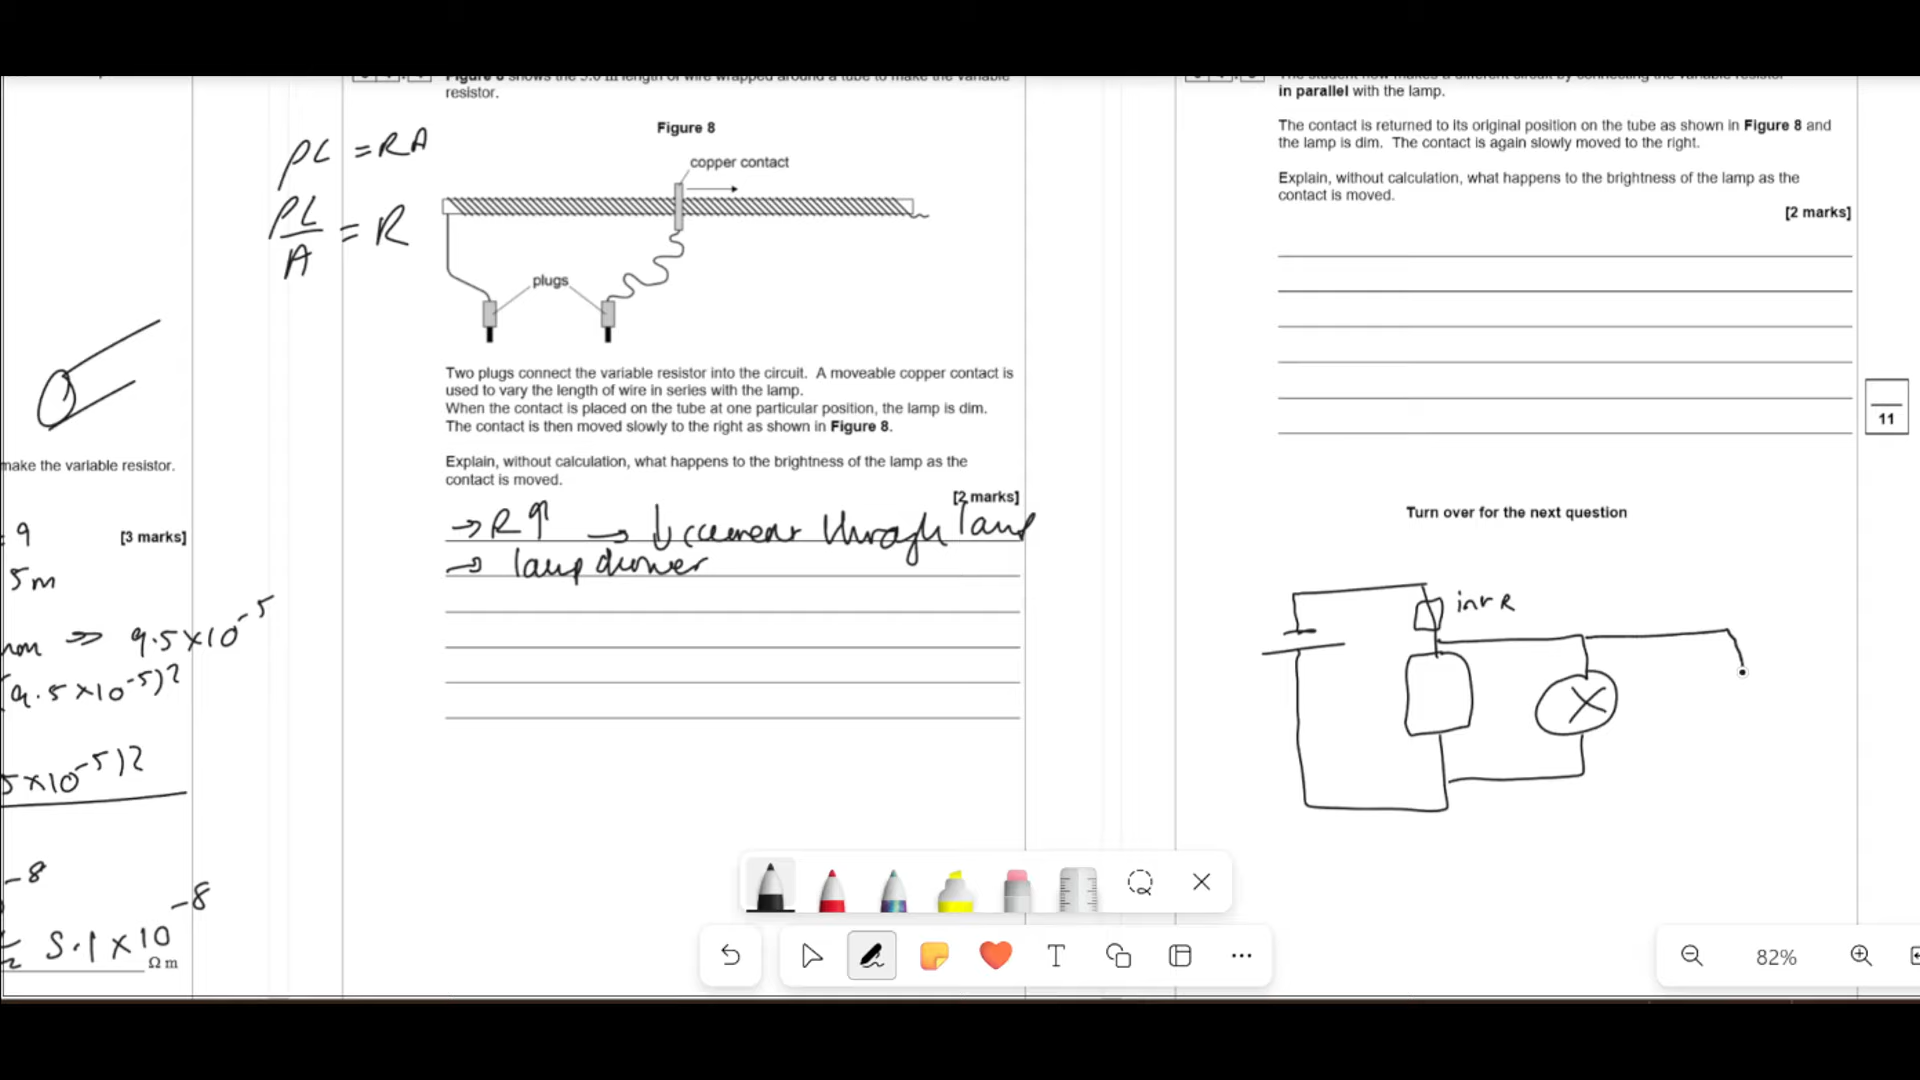 resistor.
Figure 8
copper contact
plugs
Two plugs connect the variable resistor into the circuit. A moveable copper contact is
used to vary the length of wire in series with the lamp.
When the contact is placed on the tube at one particular position, the lamp is dim.
The contact is then moved slowly to the right as shown in Figure 8.
Explain, without calculation, what happens to the brightness of the lamp as the
contact is moved.
[2 marks]
→ R ↑ → ↓ current through lamp
→ lamp dimmer
ρL = RA
ρL
A
= R
make the variable resistor.
9
[3 marks]
5 m
⇒ 9.5 × 10⁻⁵
(9.5 × 10⁻⁵)²
5 × 10⁻⁵)²
-8
5.1 × 10⁻⁸
Ω m
in parallel with the lamp.
The contact is returned to its original position on the tube as shown in Figure 8 and
the lamp is dim. The contact is again slowly moved to the right.
Explain, without calculation, what happens to the brightness of the lamp as the
contact is moved.
[2 marks]
11
Turn over for the next question
int R
82%